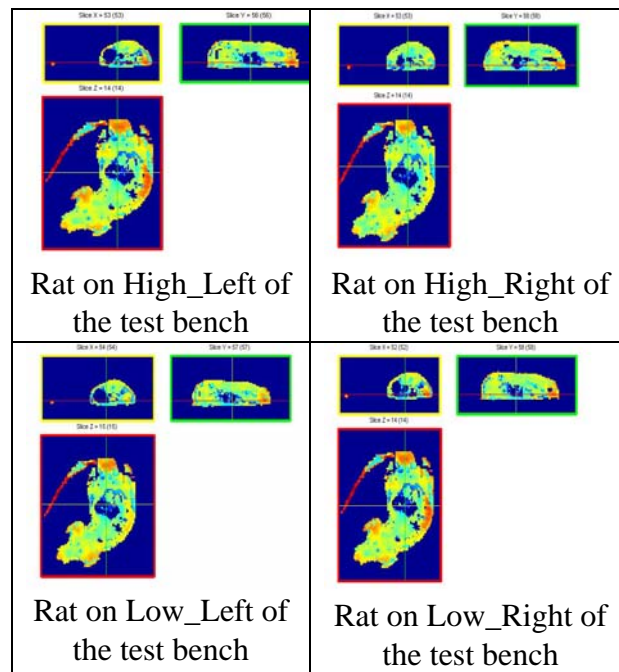 Slice X = 53 (53)
Slice Y = 58 (58)
Slice Z = 14 (14)
Rat on High_Left of
the test bench
Slice X = 53 (53)
Slice Y = 58 (58)
Slice Z = 14 (14)
Rat on High_Right of
the test bench
Slice X = 54 (54)
Slice Y = 57 (57)
Slice Z = 15 (15)
Rat on Low_Left of
the test bench
Slice X = 52 (52)
Slice Y = 58 (58)
Slice Z = 14 (14)
Rat on Low_Right of
the test bench